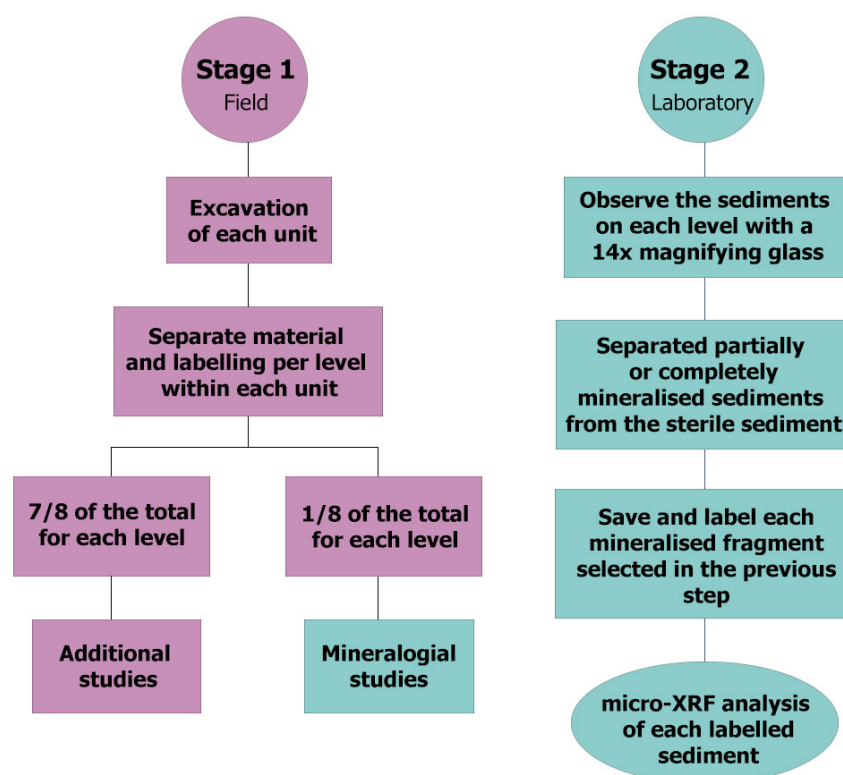 Stage 1
Field
Excavation
of each unit
Separate material
and labelling per level
within each unit
7/8 of the total
for each level
1/8 of the total
for each level
Additional
studies
Mineralogial
studies
Stage 2
Laboratory
Observe the sediments
on each level with a
14x magnifying glass
Separated partially
or completely
mineralised sediments
from the sterile sediment
Save and label each
mineralised fragment
selected in the previous
step
micro-XRF analysis
of each labelled
sediment